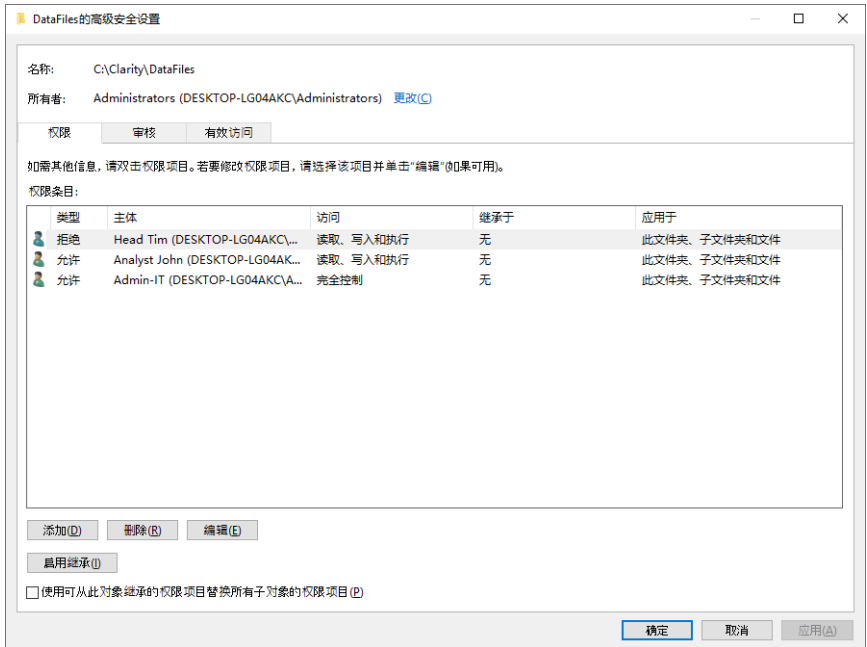 DataFiles的高级安全设置
名称: C:\Clarity\DataFiles
所有者: Administrators (DESKTOP-LG04AKC\Administrators) 更改(C)
权限 审核 有效访问
如需其他信息，请双击权限项目。若要修改权限项目，请选择该项目并单击“编辑”(如果可用)。
权限条目:
类型 主体 访问 继承于 应用于
拒绝 Head Tim (DESKTOP-LG04AKC\... 读取、写入和执行 无 此文件夹、子文件夹和文件
允许 Analyst John (DESKTOP-LG04AK... 读取、写入和执行 无 此文件夹、子文件夹和文件
允许 Admin-IT (DESKTOP-LG04AKC\A... 完全控制 无 此文件夹、子文件夹和文件
添加(D) 删除(R) 编辑(E)
启用继承(I)
使用可从此对象继承的权限项目替换所有子对象的权限项目(P)
确定 取消 应用(A)